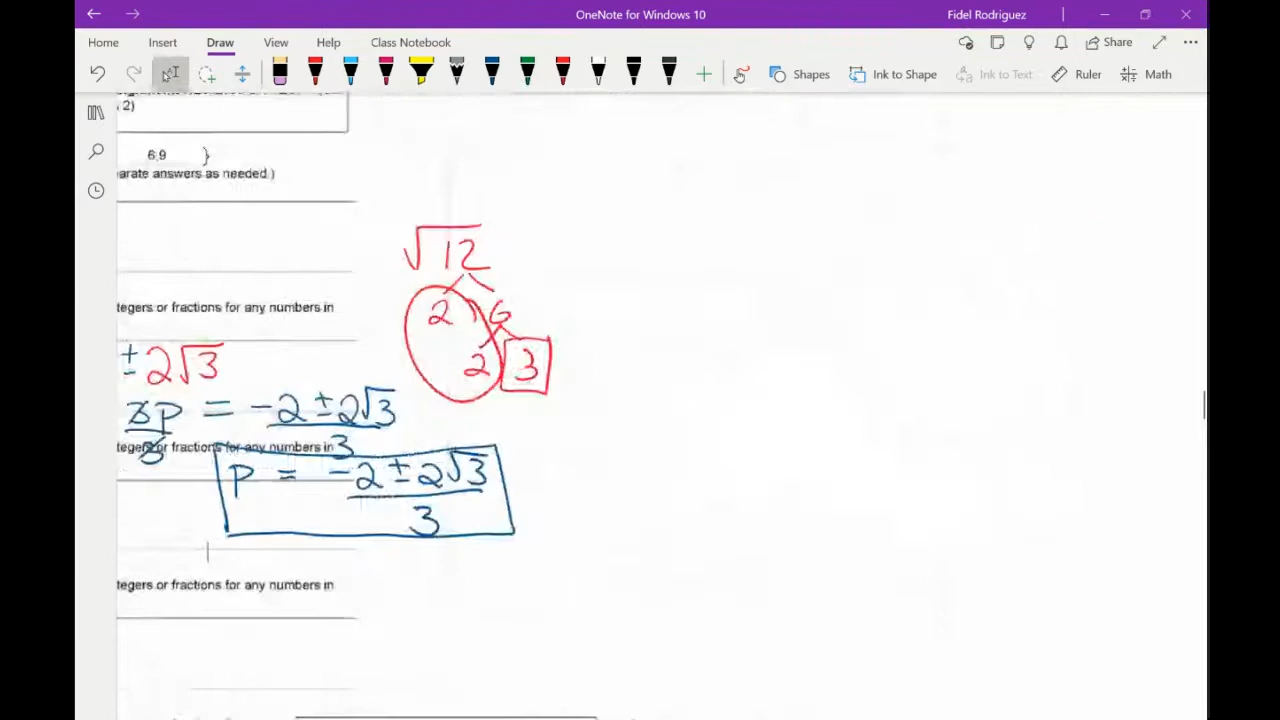 OneNote for Windows 10
Fidel Rodriguez
Home Insert Draw View Help Class Notebook
Share
Shapes Ink to Shape Ink to Text Ruler Math
, 2)
6,9 }
parate answers as needed.)
√12
2 6
2 3
tegers or fractions for any numbers in
± 2√3
3p = -2 ± 2√3
3 3
tegers or fractions for any numbers in
p = -2 ± 2√3
3
tegers or fractions for any numbers in